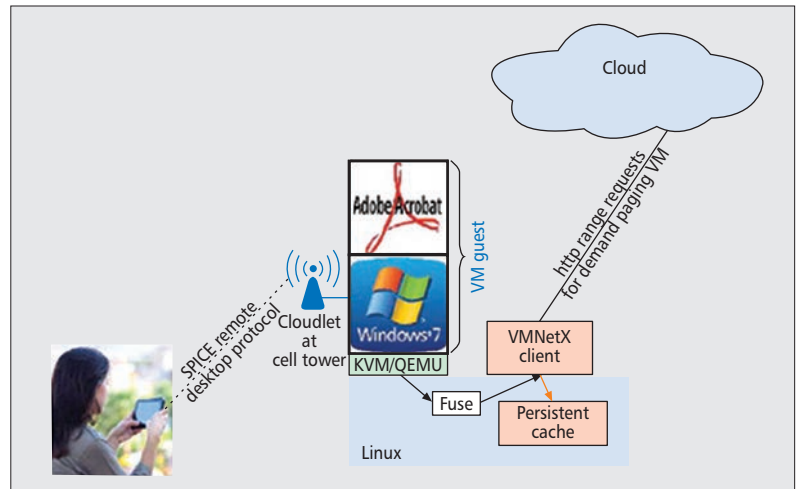 Cloud
http range requests
for demand paging VM
Adobe Acrobat
VM guest
Windows 7
SPICE remote
desktop protocol
Cloudlet
at
cell tower
KVM/QEMU
VMNetX
client
Fuse
Persistent
cache
Linux